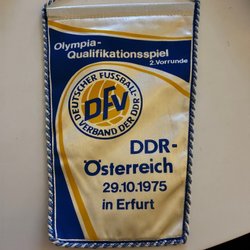 Olympia-
Qualifikationsspiel
2.Vorrunde
DEUTSCHER FUSSBALL-
VERBAND DER DDR
DFV
DDR-
Österreich
29.10.1975
in Erfurt